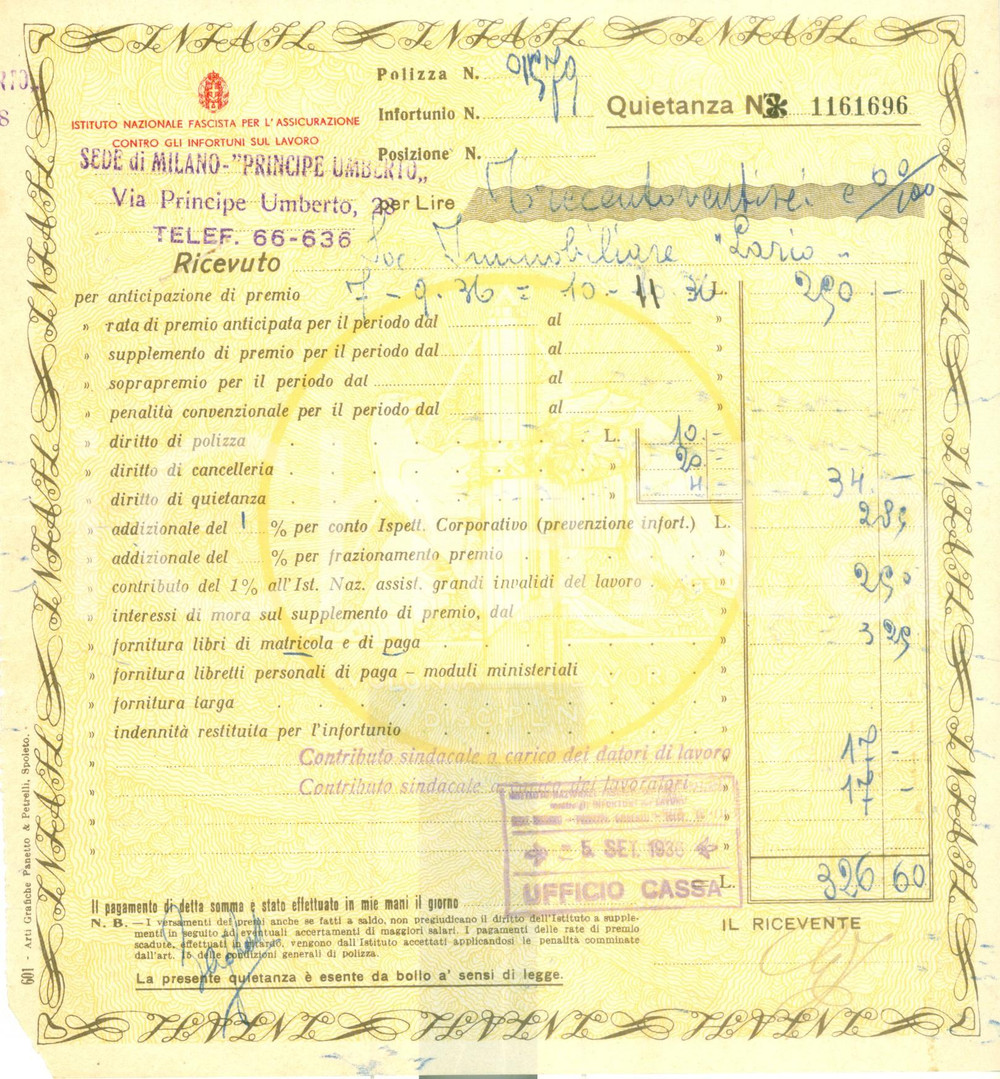 INFAIL INFAIL INFAIL
Polizza N. 01579
Infortunio N.
Quietanza N. 1161696
ISTITUTO NAZIONALE FASCISTA PER L'ASSICURAZIONE
CONTRO GLI INFORTUNI SUL LAVORO
Posizione N.
SEDE di MILANO-"PRINCIPE UMBERTO"
Via Principe Umberto, 28
per Lire Trecentoventisei e 60/100
TELEF. 66-636
Ricevuto Soc. Immobiliare "Lario"
per anticipazione di premio 7-9.36 = 10-11.36 L. 250 -
" rata di premio anticipata per il periodo dal al "
" supplemento di premio per il periodo dal al "
" soprapremio per il periodo dal al "
" penalità convenzionale per il periodo dal al "
" diritto di polizza L. 10.-
" diritto di cancelleria " 20.-
" diritto di quietanza " 4 - 34.-
" addizionale del 1 % per conto Ispett. Corporativo (prevenzione infort.) L. 2 85
" addizionale del % per frazionamento premio "
" contributo del 1% all'Ist. Naz. assist. grandi invalidi del lavoro " 2 50
" interessi di mora sul supplemento di premio, dal "
" fornitura libri di matricola e di paga " 3 25
" fornitura libretti personali di paga - moduli ministeriali "
" fornitura targa "
" indennità restituita per l'infortunio "
" Contributo sindacale a carico dei datori di lavoro " 17 -
" Contributo sindacale a carico dei lavoratori " 17 -
5. SET. 1936
UFFICIO CASSA
L. 326 60
Il pagamento di detta somma è stato effettuato in mie mani il giorno
N. B. — I versamenti dei premi anche se fatti a saldo, non pregiudicano il diritto dell'Istituto a supple-
menti in seguito ad eventuali accertamenti di maggiori salari. I pagamenti delle rate di premio
scadute, effettuati in ritardo, vengono dall'Istituto accettati applicandosi le penalità comminate
dall'art. 15 delle condizioni generali di polizza.
IL RICEVENTE
La presente quietanza è esente da bollo a' sensi di legge.
601 - Arti Grafiche Panetto & Petrelli, Spoleto.
INFAIL INFAIL INFAIL